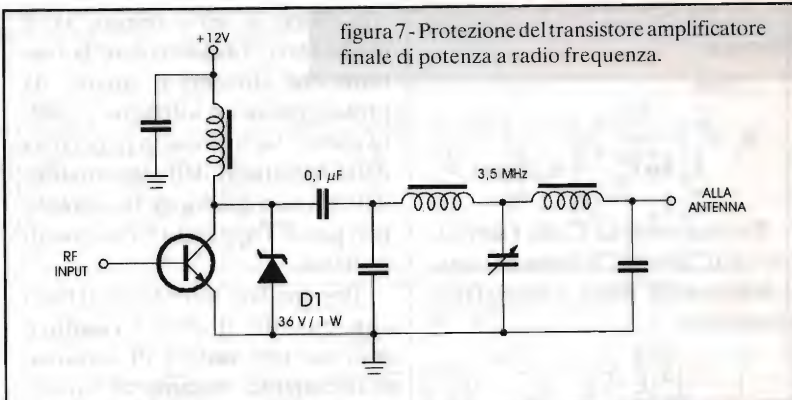 figura 7 - Protezione del transistore amplificatore
finale di potenza a radio frequenza.
+12V
0,1 µF
3,5 MHz
ALLA
ANTENNA
RF
INPUT
D1
36 V / 1 W